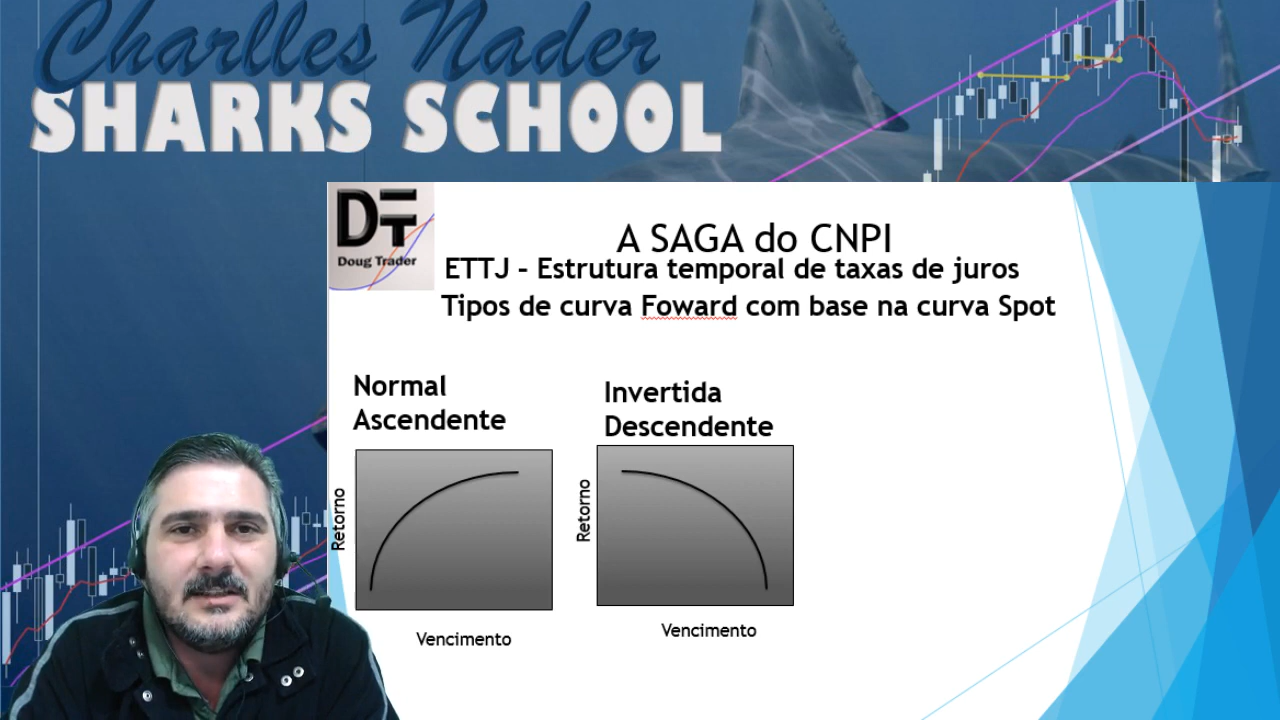 Charlles Nader
SHARKS SCHOOL
DT
Doug Trader
A SAGA do CNPI
ETTJ - Estrutura temporal de taxas de juros
Tipos de curva Foward com base na curva Spot
Normal
Ascendente
Retorno
Vencimento
Invertida
Descendente
Retorno
Vencimento